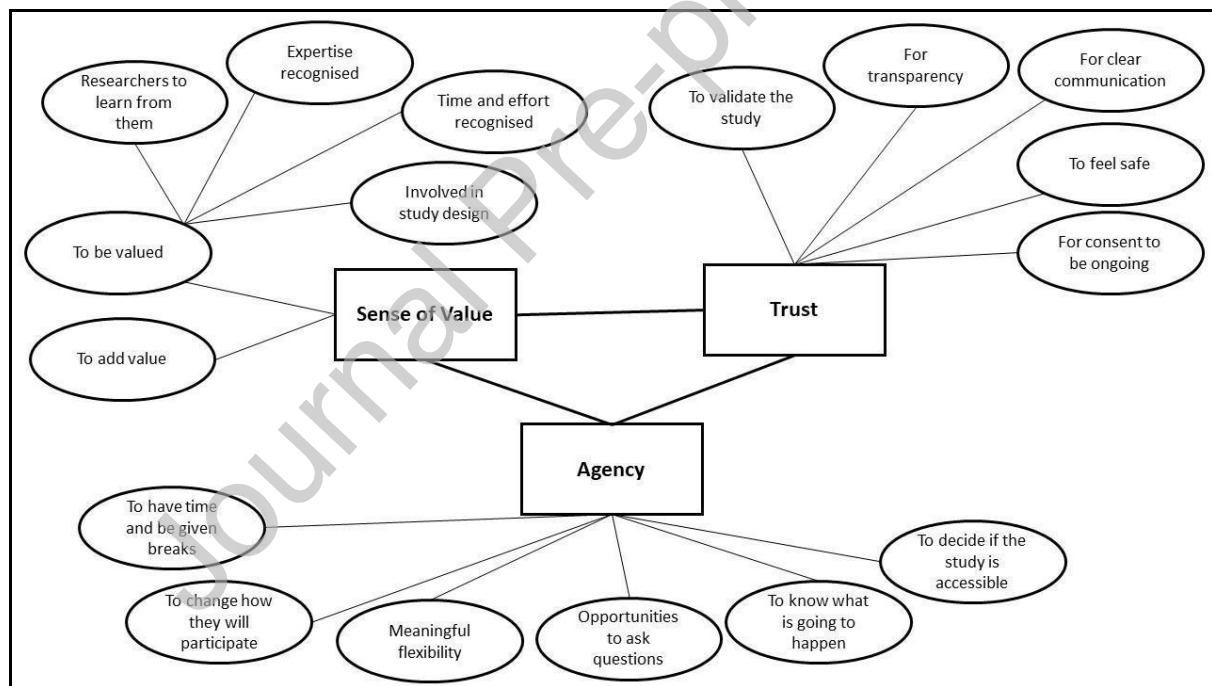 Expertise
recognised
Researchers to
learn from
them
Time and effort
recognised
Involved in
study design
To be valued
To add value
Sense of Value
For
transparency
For clear
communication
To validate the
study
To feel safe
For consent to
be ongoing
Trust
Agency
To have time
and be given
breaks
To change how
they will
participate
Meaningful
flexibility
Opportunities
to ask
questions
To know what
is going to
happen
To decide if the
study is
accessible
Journal Pre-pr